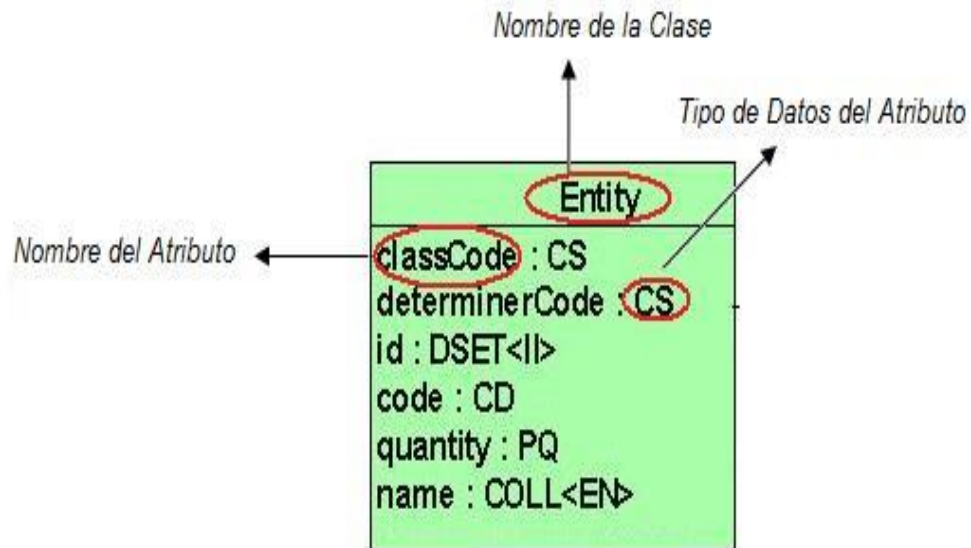 Nombre de la Clase
Tipo de Datos del Atributo
Entity
Nombre del Atributo
classCode : CS
determinerCode : CS
id : DSET<II>
code : CD
quantity : PQ
name : COLL<EN>